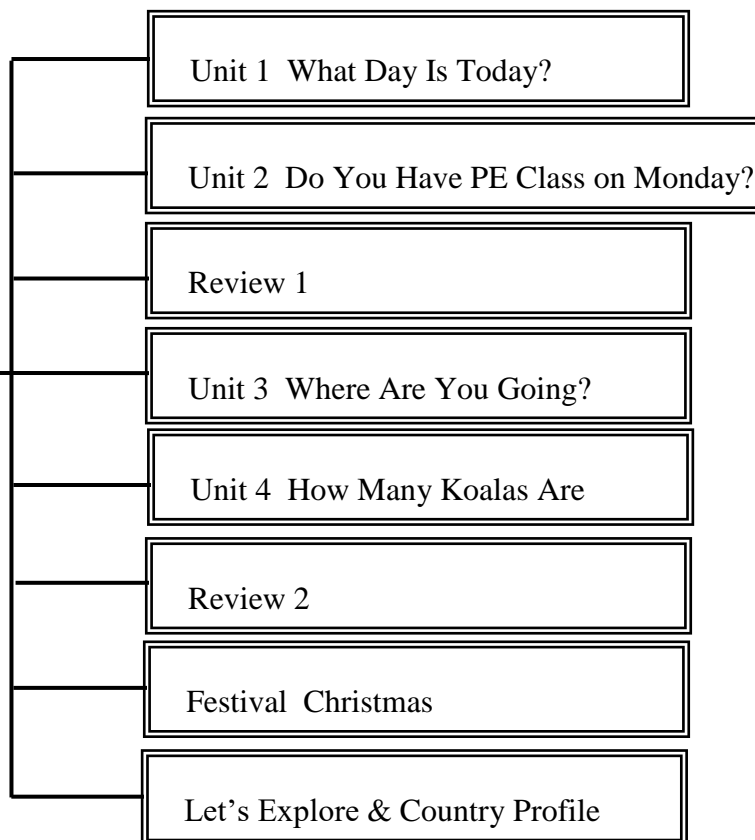 Unit 1  What Day Is Today?
Unit 2  Do You Have PE Class on Monday?
Review 1
Unit 3  Where Are You Going?
Unit 4  How Many Koalas Are
Review 2
Festival  Christmas
Let’s Explore & Country Profile